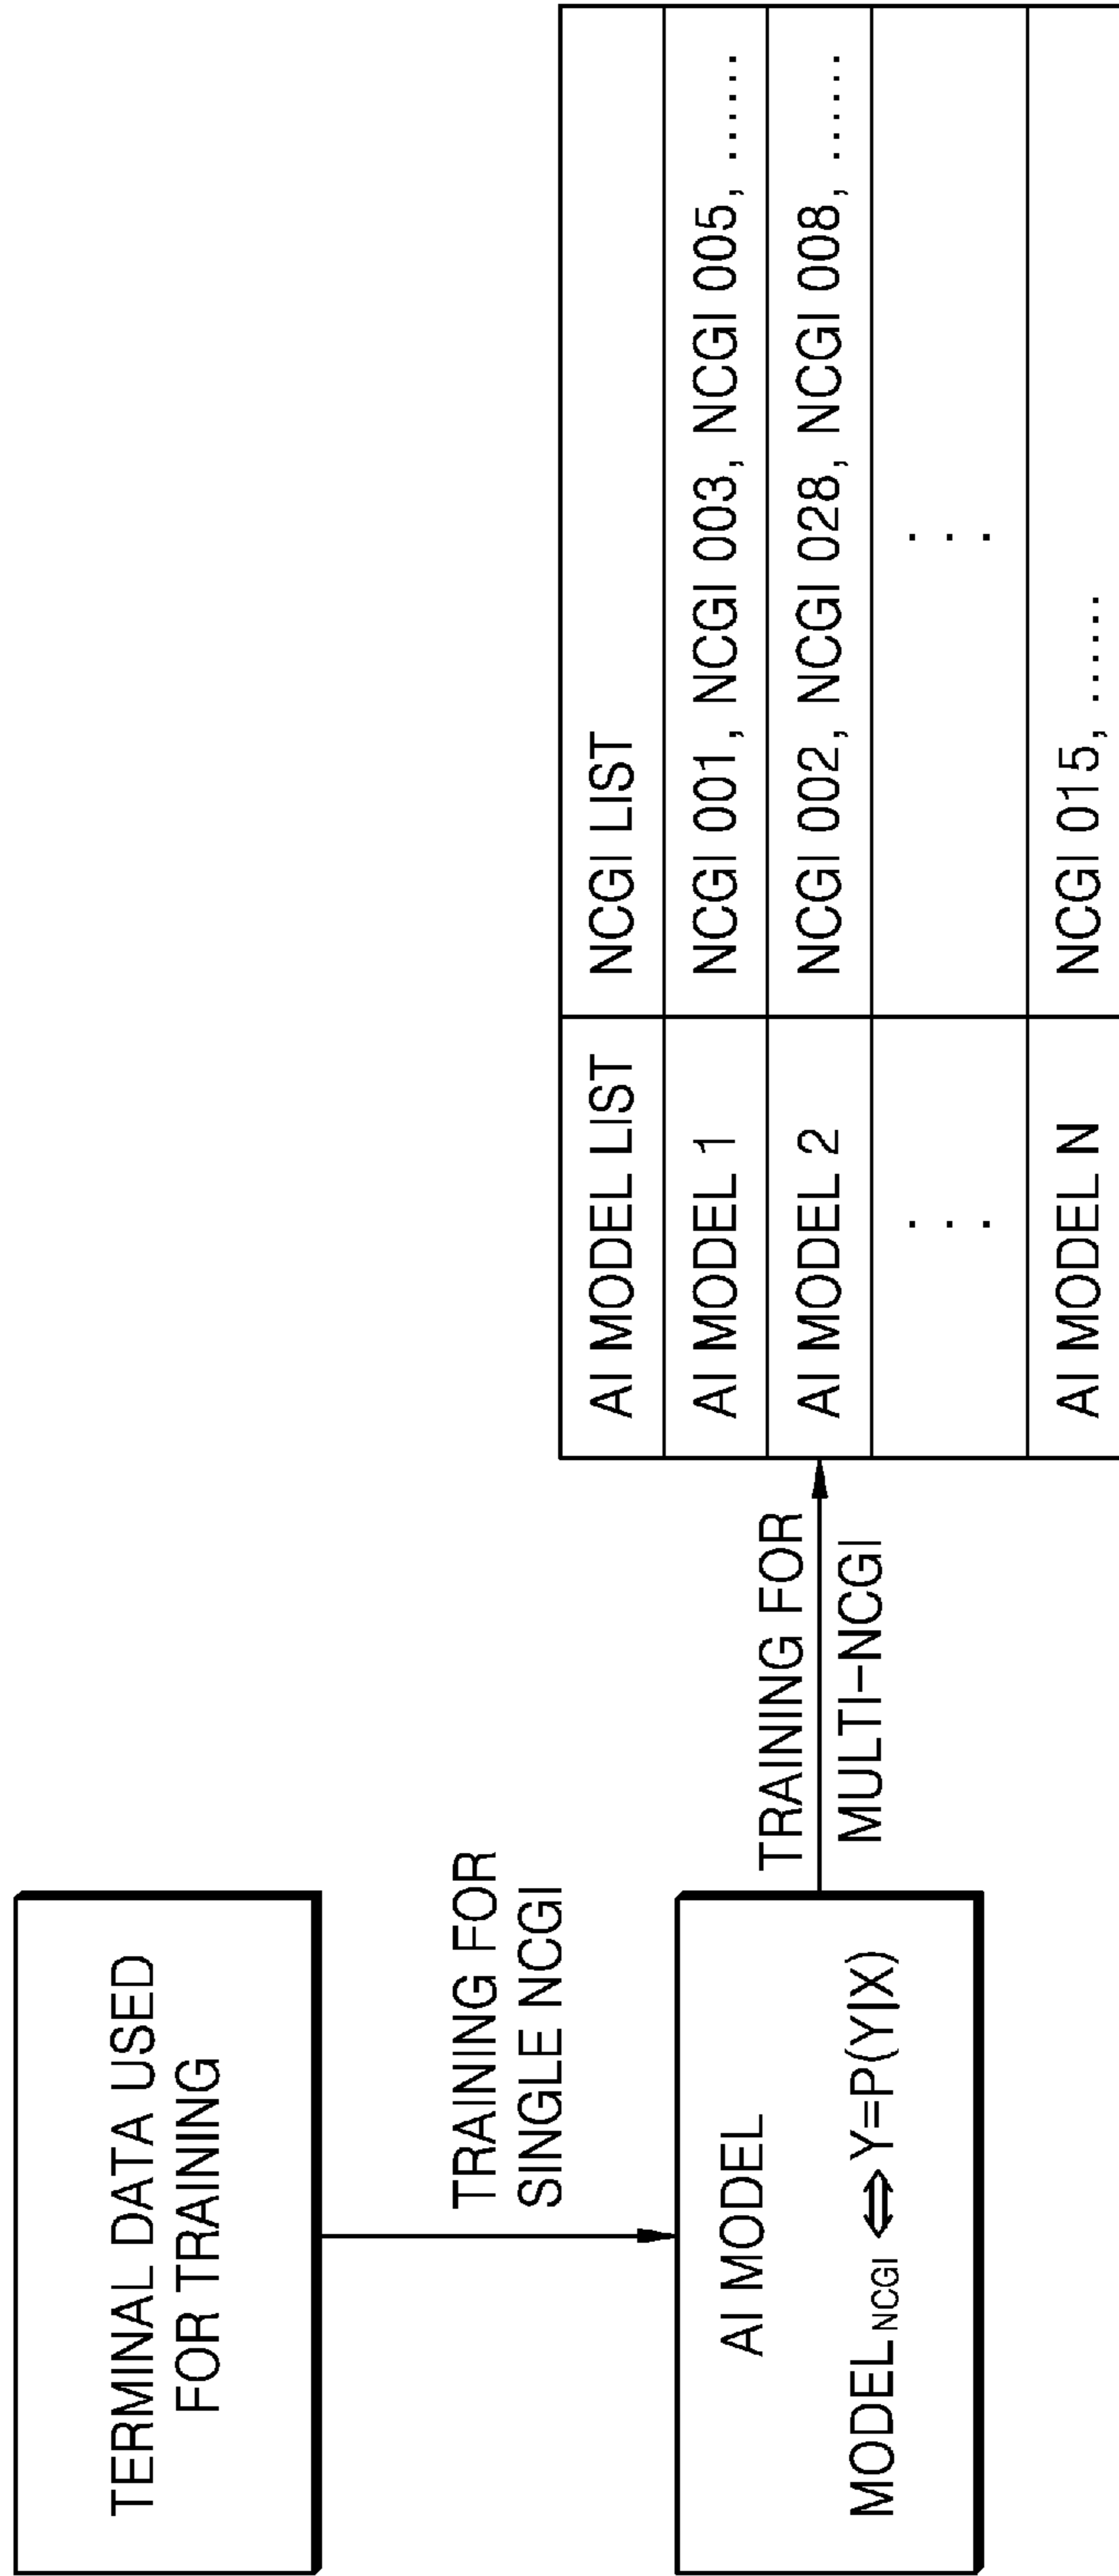 TERMINAL DATA USED
FOR TRAINING
TRAINING FOR
SINGLE NCGI
AI MODEL
MODEL NCGI ⇔ Y=P(Y|X)
TRAINING FOR
MULTI-NCGI
AI MODEL LIST NCGI LIST
AI MODEL 1 NCGI 001, NCGI 003, NCGI 005, ......
AI MODEL 2 NCGI 002, NCGI 028, NCGI 008, ......
... ...
AI MODEL N NCGI 015, ......